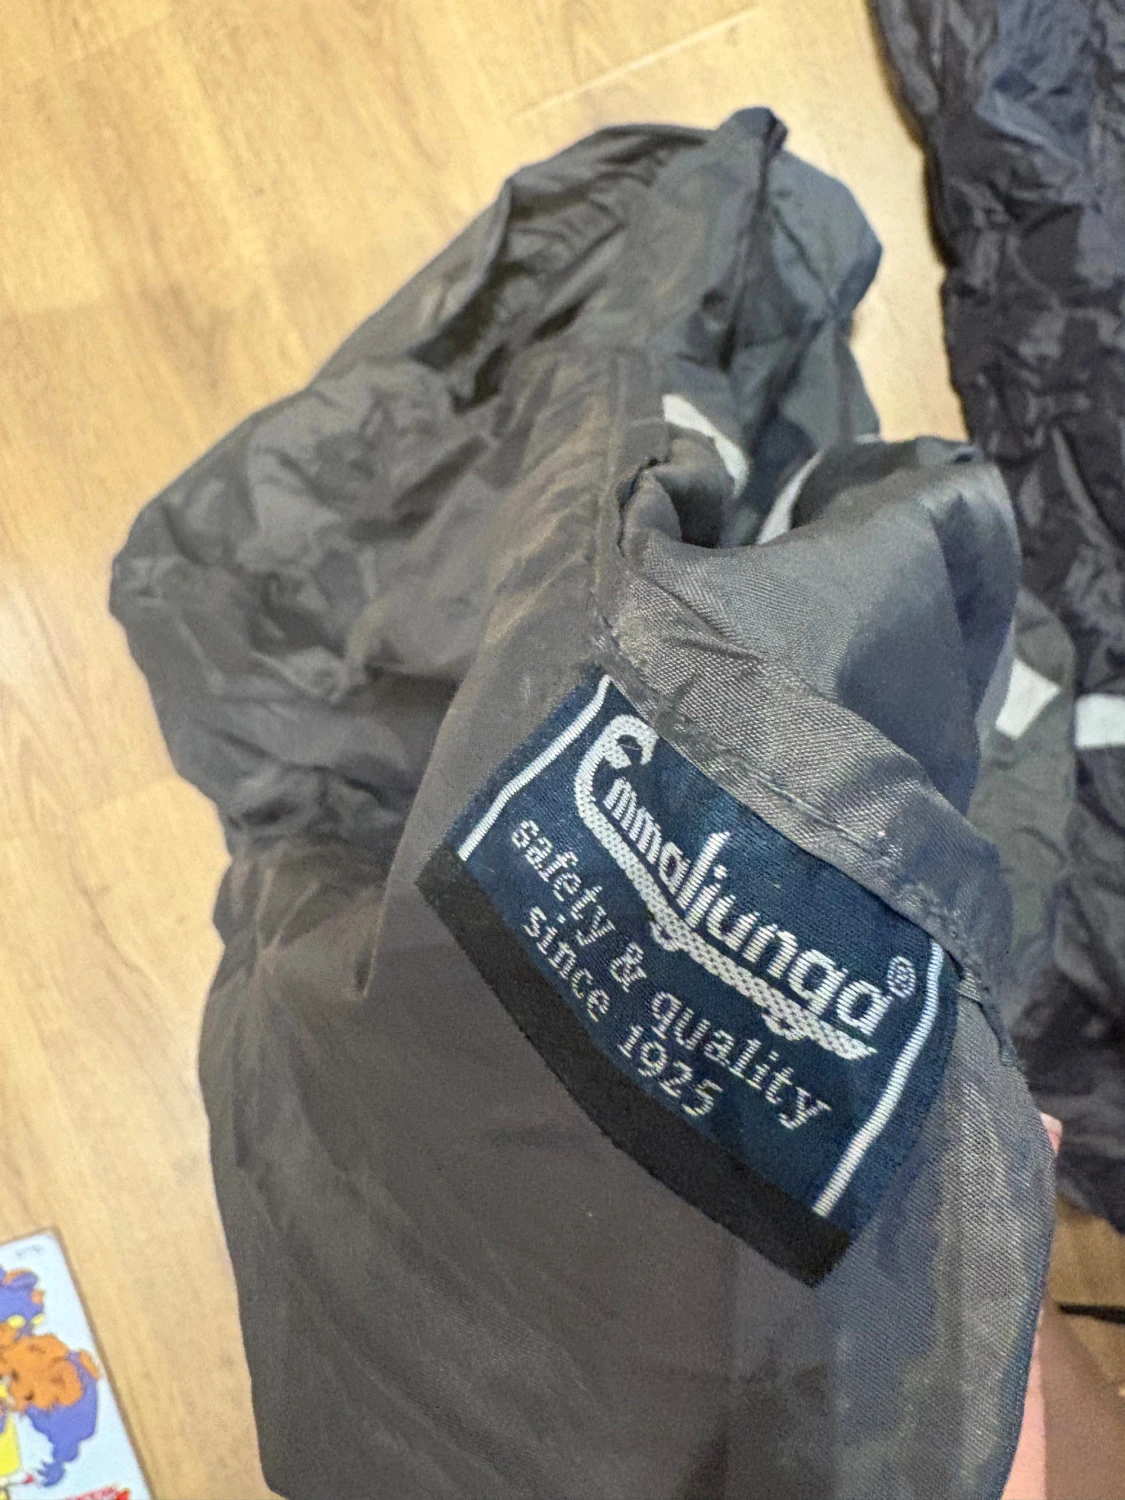 Emmaljunga®
safety & quality
since 1925